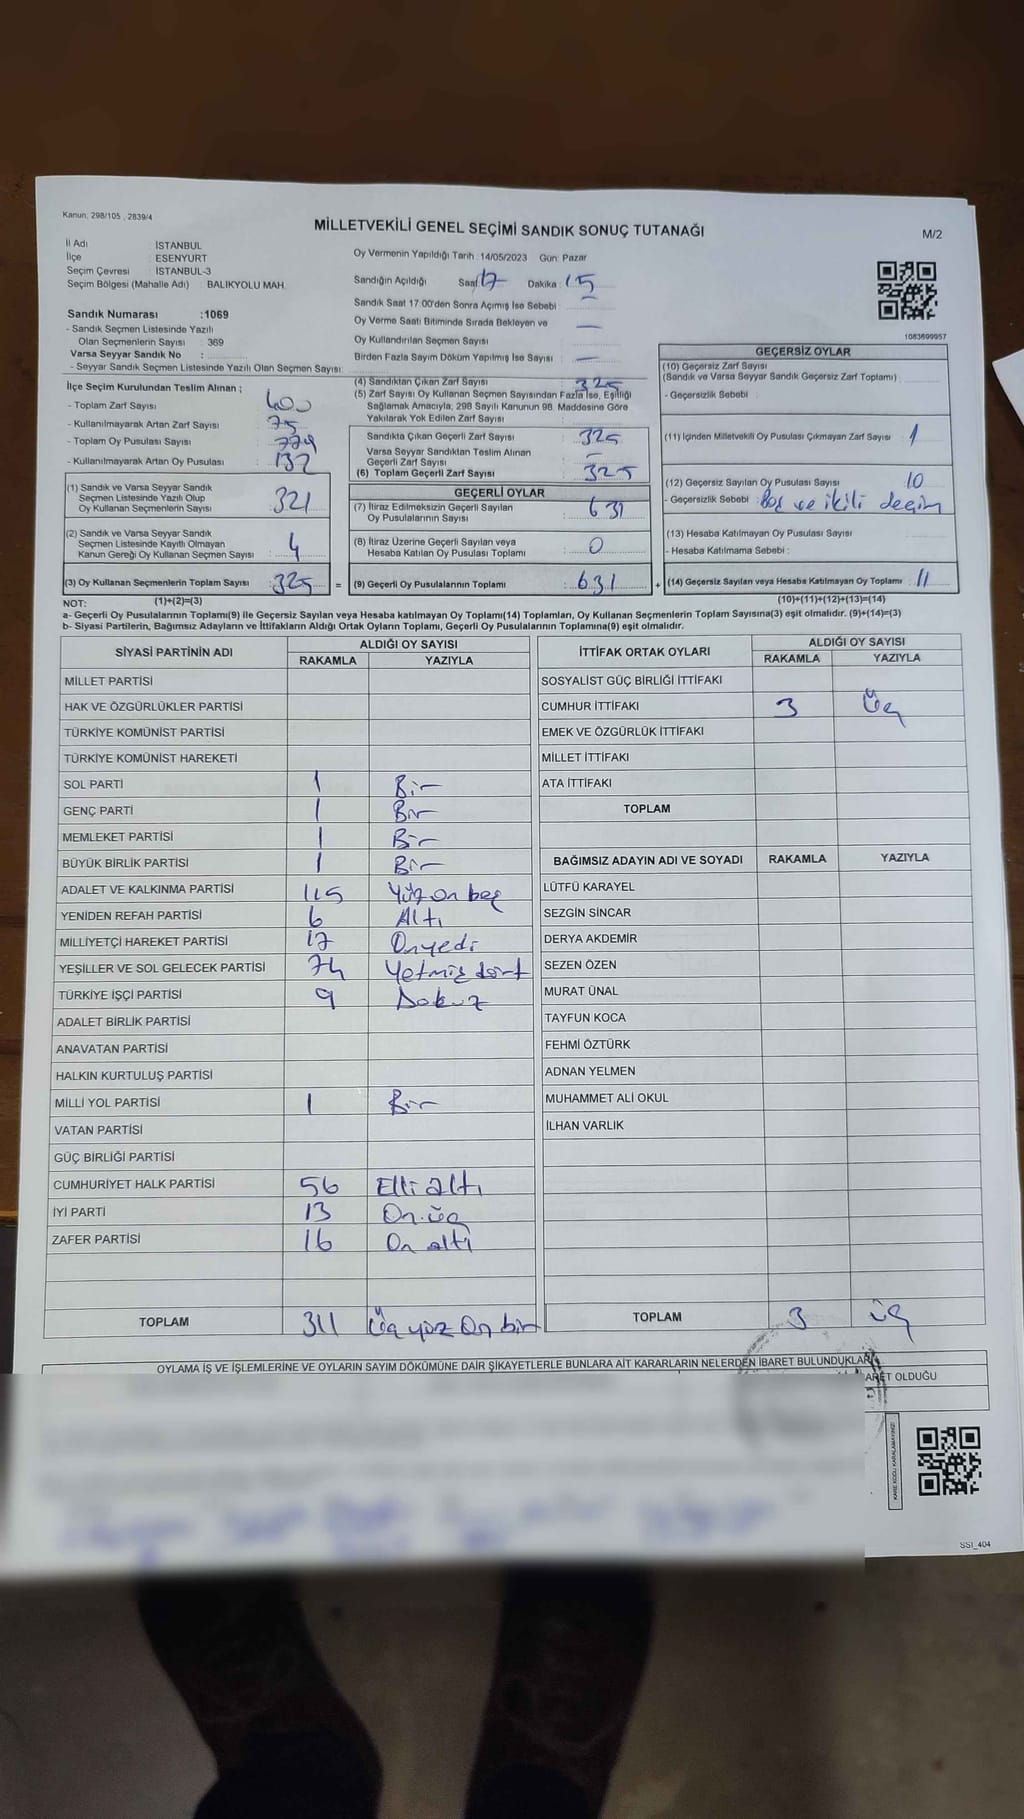 Kanun, 298/105 , 2839/4
MİLLETVEKİLİ GENEL SEÇİMİ SANDIK SONUÇ TUTANAĞI
M/2
İl Adı : İSTANBUL
İlçe : ESENYURT
Seçim Çevresi : İSTANBUL-3
Seçim Bölgesi (Mahalle Adı) BALIKYOLU MAH.
Oy Vermenin Yapıldığı Tarih :14/05/2023 Gün: Pazar
Sandığın Açıldığı Saat: 17 Dakika : 15
Sandık Saat 17.00'den Sonra Açımış İse Sebebi : —
Oy Verme Saati Bitiminde Sırada Bekleyen ve
Oy Kullandırılan Seçmen Sayısı : —
Birden Fazla Sayım Döküm Yapılmış İse Sayısı : —
1083699957
Sandık Numarası :1069
- Sandık Seçmen Listesinde Yazılı
Olan Seçmenlerin Sayısı : 369
Varsa Seyyar Sandık No :
- Seyyar Sandık Seçmen Listesinde Yazılı Olan Seçmen Sayısı:
İlçe Seçim Kurulundan Teslim Alınan ;
- Toplam Zarf Sayısı : 400
- Kullanılmayarak Artan Zarf Sayısı : 75
- Toplam Oy Pusulası Sayısı : 779
- Kullanılmayarak Artan Oy Pusulası : 132
(1) Sandık ve Varsa Seyyar Sandık
Seçmen Listesinde Yazılı Olup
Oy Kullanan Seçmenlerin Sayısı : 321
(2) Sandık ve Varsa Seyyar Sandık
Seçmen Listesinde Kayıtlı Olmayan
Kanun Gereği Oy Kullanan Seçmen Sayısı : 4
(3) Oy Kullanan Seçmenlerin Toplam Sayısı : 325
(1)+(2)=(3)
(4) Sandıktan Çıkan Zarf Sayısı : 325
(5) Zarf Sayısı Oy Kullanan Seçmen Sayısından Fazla İse, Eşitliği
Sağlamak Amacıyla, 298 Sayılı Kanunun 98. Maddesine Göre
Yakılarak Yok Edilen Zarf Sayısı :
Sandıkta Çıkan Geçerli Zarf Sayısı : 325
Varsa Seyyar Sandıktan Teslim Alınan
Geçerli Zarf Sayısı : —
(6) Toplam Geçerli Zarf Sayısı : 325
GEÇERLİ OYLAR
(7) İtiraz Edilmeksizin Geçerli Sayılan
Oy Pusulalarının Sayısı : 631
(8) İtiraz Üzerine Geçerli Sayılan veya
Hesaba Katılan Oy Pusulası Toplamı : 0
= (9) Geçerli Oy Pusulalarının Toplamı : 631
GEÇERSİZ OYLAR
(10) Geçersiz Zarf Sayısı
(Sandık ve Varsa Seyyar Sandık Geçersiz Zarf Toplamı) :
- Geçersizlik Sebebi :
(11) İçinden Milletvekili Oy Pusulası Çıkmayan Zarf Sayısı : 1
(12) Geçersiz Sayılan Oy Pusulası Sayısı : 10
- Geçersizlik Sebebi : Boş ve ikili
(13) Hesaba Katılmayan Oy Pusulası Sayısı :
- Hesaba Katılmama Sebebi :
+ (14) Geçersiz Sayılan veya Hesaba Katılmayan Oy Toplamı : 11
(10)+(11)+(12)+(13)=(14)
NOT:
a- Geçerli Oy Pusulalarının Toplamı(9) ile Geçersiz Sayılan veya Hesaba katılmayan Oy Toplamı(14) Toplamları, Oy Kullanan Seçmenlerin Toplam Sayısına(3) eşit olmalıdır. (9)+(14)=(3)
b- Siyasi Partilerin, Bağımsız Adayların ve İttifakların Aldığı Ortak Oyların Toplamı, Geçerli Oy Pusulalarının Toplamına(9) eşit olmalıdır.
SİYASİ PARTİNİN ADI ALDIĞI OY SAYISI
RAKAMLA YAZIYLA
MİLLET PARTİSİ
HAK VE ÖZGÜRLÜKLER PARTİSİ
TÜRKİYE KOMÜNİST PARTİSİ
TÜRKİYE KOMÜNİST HAREKETİ
SOL PARTİ 1 Bir
GENÇ PARTİ 1 Bir
MEMLEKET PARTİSİ 1 Bir
BÜYÜK BİRLİK PARTİSİ 1 Bir
ADALET VE KALKINMA PARTİSİ 115 Yüz on beş
YENİDEN REFAH PARTİSİ 6 Altı
MİLLİYETÇİ HAREKET PARTİSİ 17 Onyedi
YEŞİLLER VE SOL GELECEK PARTİSİ 74 Yetmiş dört
TÜRKİYE İŞÇİ PARTİSİ 9 Dokuz
ADALET BİRLİK PARTİSİ
ANAVATAN PARTİSİ
HALKIN KURTULUŞ PARTİSİ
MİLLİ YOL PARTİSİ 1 Bir
VATAN PARTİSİ
GÜÇ BİRLİĞİ PARTİSİ
CUMHURİYET HALK PARTİSİ 56 Elli altı
İYİ PARTİ 13 On üç
ZAFER PARTİSİ 16 On altı
TOPLAM 311 Üç yüz On bir
İTTİFAK ORTAK OYLARI ALDIĞI OY SAYISI
RAKAMLA YAZIYLA
SOSYALİST GÜÇ BİRLİĞİ İTTİFAKI
CUMHUR İTTİFAKI 3 Üç
EMEK VE ÖZGÜRLÜK İTTİFAKI
MİLLET İTTİFAKI
ATA İTTİFAKI
TOPLAM
BAĞIMSIZ ADAYIN ADI VE SOYADI RAKAMLA YAZIYLA
LÜTFÜ KARAYEL
SEZGİN SİNCAR
DERYA AKDEMİR
SEZEN ÖZEN
MURAT ÜNAL
TAYFUN KOCA
FEHMİ ÖZTÜRK
ADNAN YELMEN
MUHAMMET ALİ OKUL
İLHAN VARLIK
TOPLAM 3 üç
OYLAMA İŞ VE İŞLEMLERİNE VE OYLARIN SAYIM DÖKÜMÜNE DAİR ŞİKAYETLERLE BUNLARA AİT KARARLARIN NELERDEN İBARET BULUNDUKLARI
OLDUĞU
SSI_404